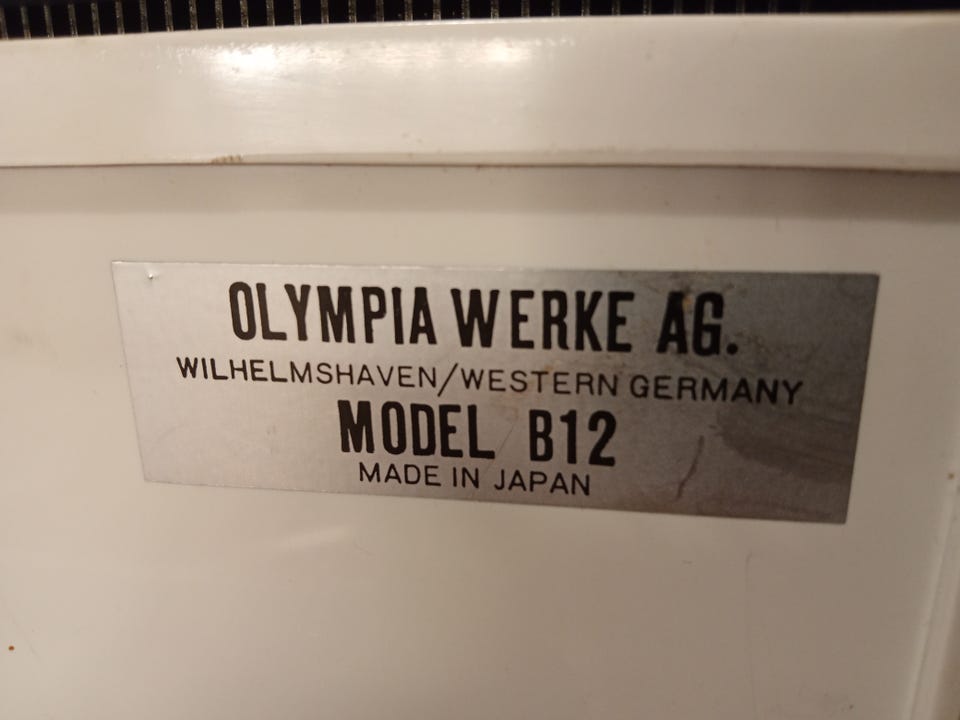 OLYMPIA WERKE AG.
WILHELMSHAVEN/WESTERN GERMANY
MODEL B12
MADE IN JAPAN